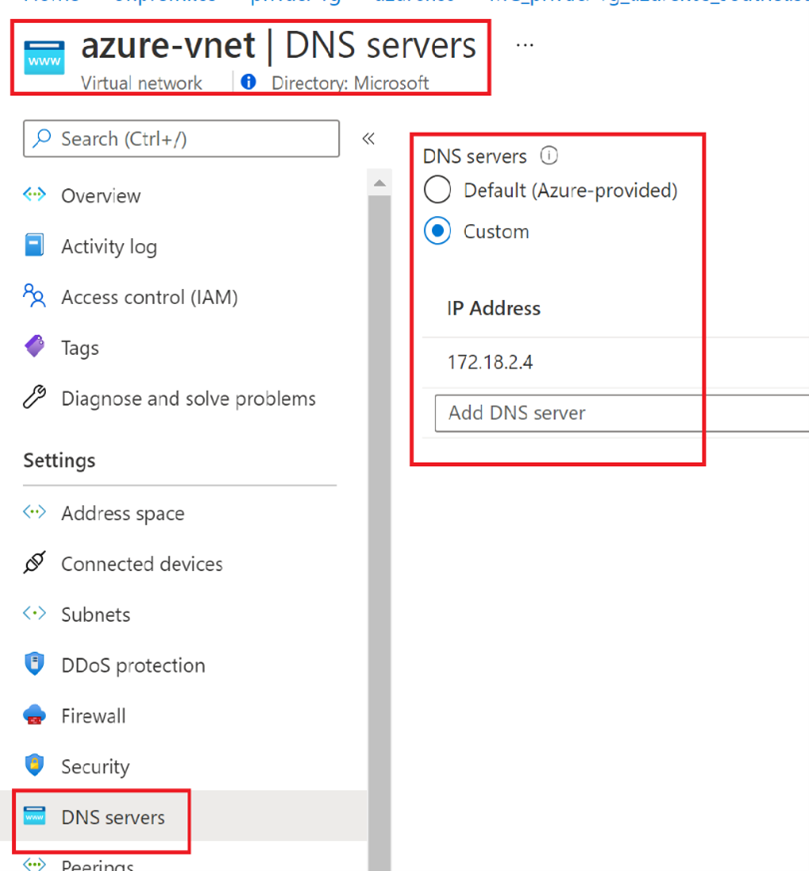 azure-vnet | DNS servers ...
www
Virtual network
Directory: Microsoft
Search (Ctrl+/)
«
Overview
Activity log
Access control (IAM)
Tags
Diagnose and solve problems
Settings
Address space
Connected devices
Subnets
DDoS protection
Firewall
Security
DNS servers
Peerings
DNS servers
Default (Azure-provided)
Custom
IP Address
172.18.2.4
Add DNS server